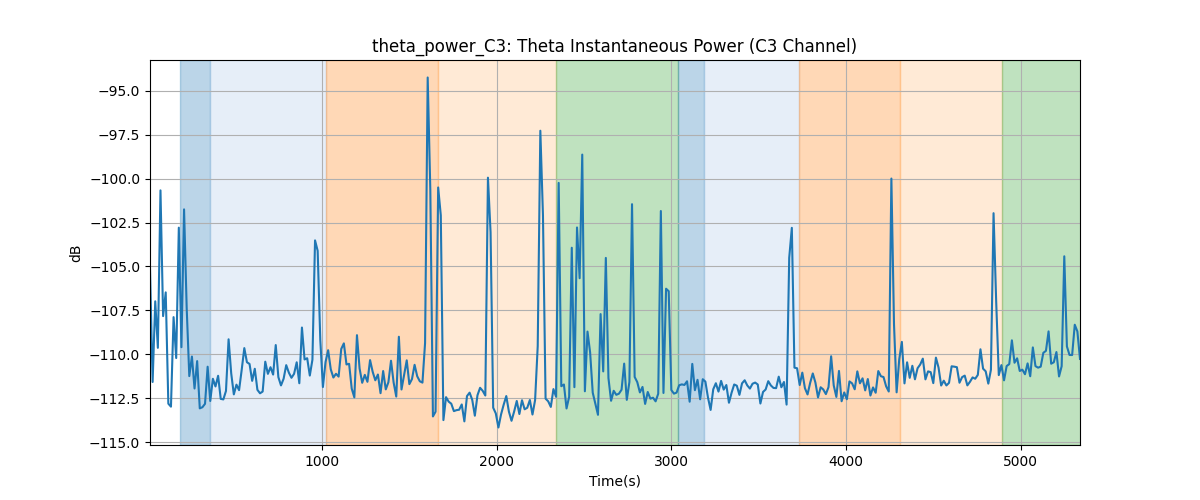 theta_power_C3: Theta Instantaneous Power (C3 Channel)
−95.0
−97.5
−100.0
−102.5
−105.0
−107.5
−110.0
−112.5
−115.0
dB
1000 2000 3000 4000 5000
Time(s)